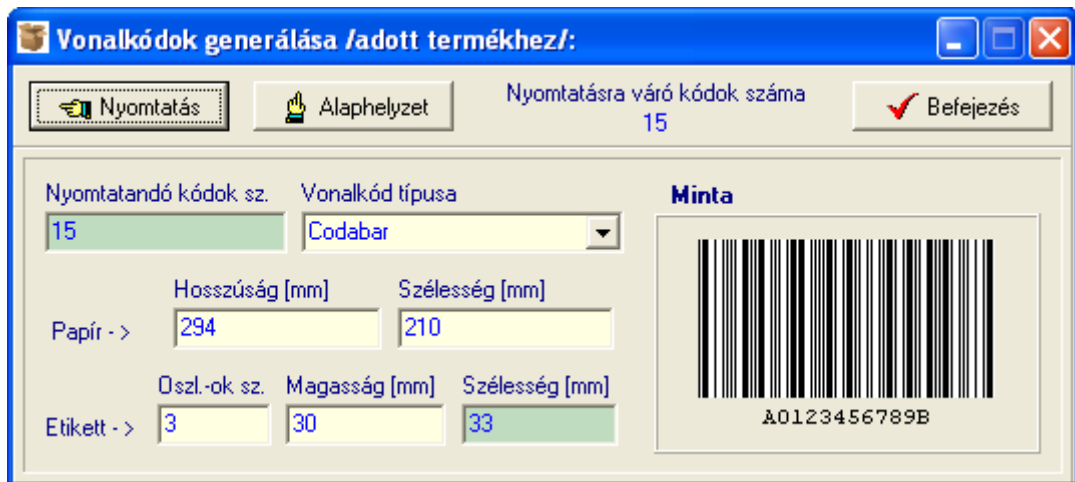 Vonalkódok generálása /adott termékhez/:
Nyomtatás
Alaphelyzet
Nyomtatásra váró kódok száma
15
Befejezés
Nyomtatandó kódok sz.
Vonalkód típusa
Minta
15
Codabar
Hosszúság [mm]
Szélesség [mm]
Papír - >
294
210
Oszl.-ok sz.
Magasság [mm]
Szélesség [mm]
Etikett - >
3
30
33
A0123456789B